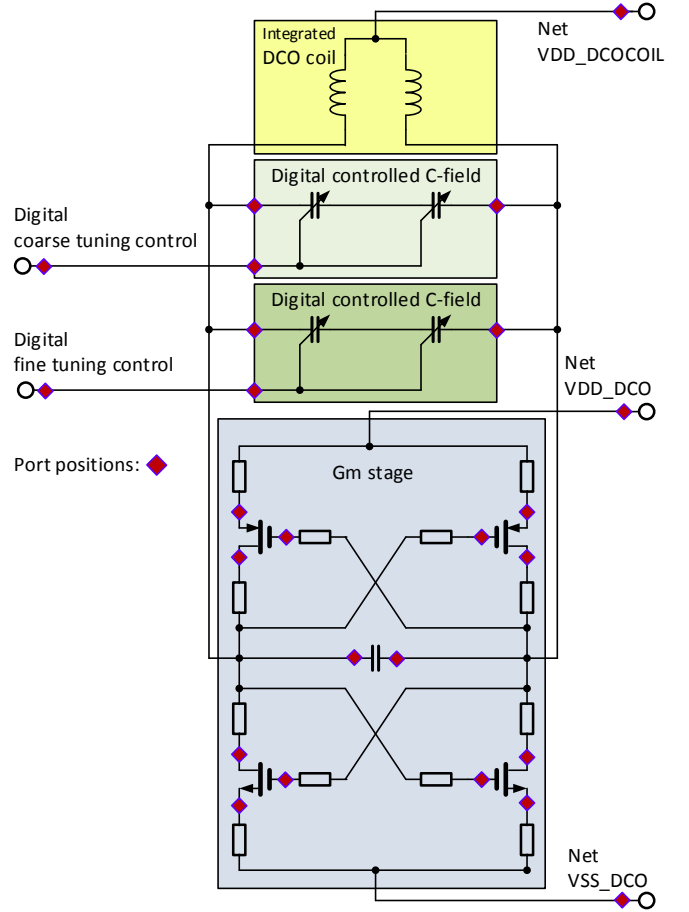 Integrated
DCO coil
Net
VDD_DCOCOIL
Digital controlled C-field
Digital
coarse tuning control
Digital controlled C-field
Digital
fine tuning control
Net
VDD_DCO
Port positions:
Gm stage
Net
VSS_DCO